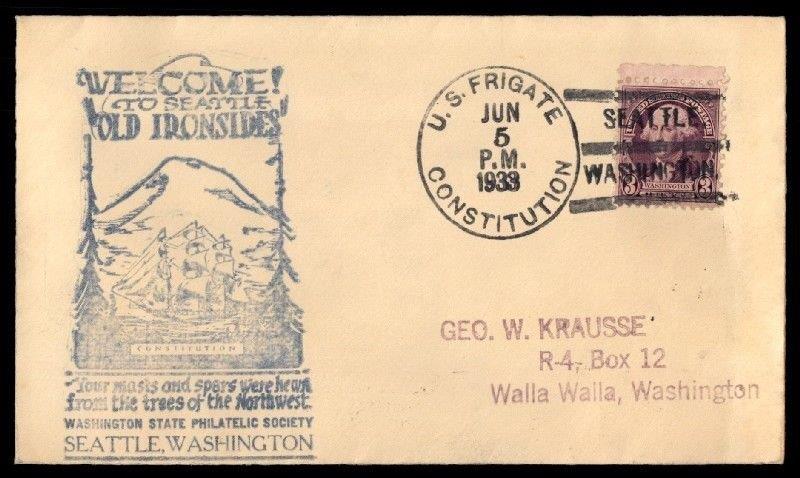 WELCOME!
TO SEATTLE
"OLD IRONSIDES"
CONSTITUTION
"Your masts and spars were hewn
from the trees of the Northwest.
WASHINGTON STATE PHILATELIC SOCIETY
SEATTLE, WASHINGTON
U.S. FRIGATE
JUN
5
P.M.
1933
CONSTITUTION
SEATTLE
WASHINGTON
3 WASHINGTON 3
GEO. W. KRAUSSE
R-4, Box 12
Walla Walla, Washington